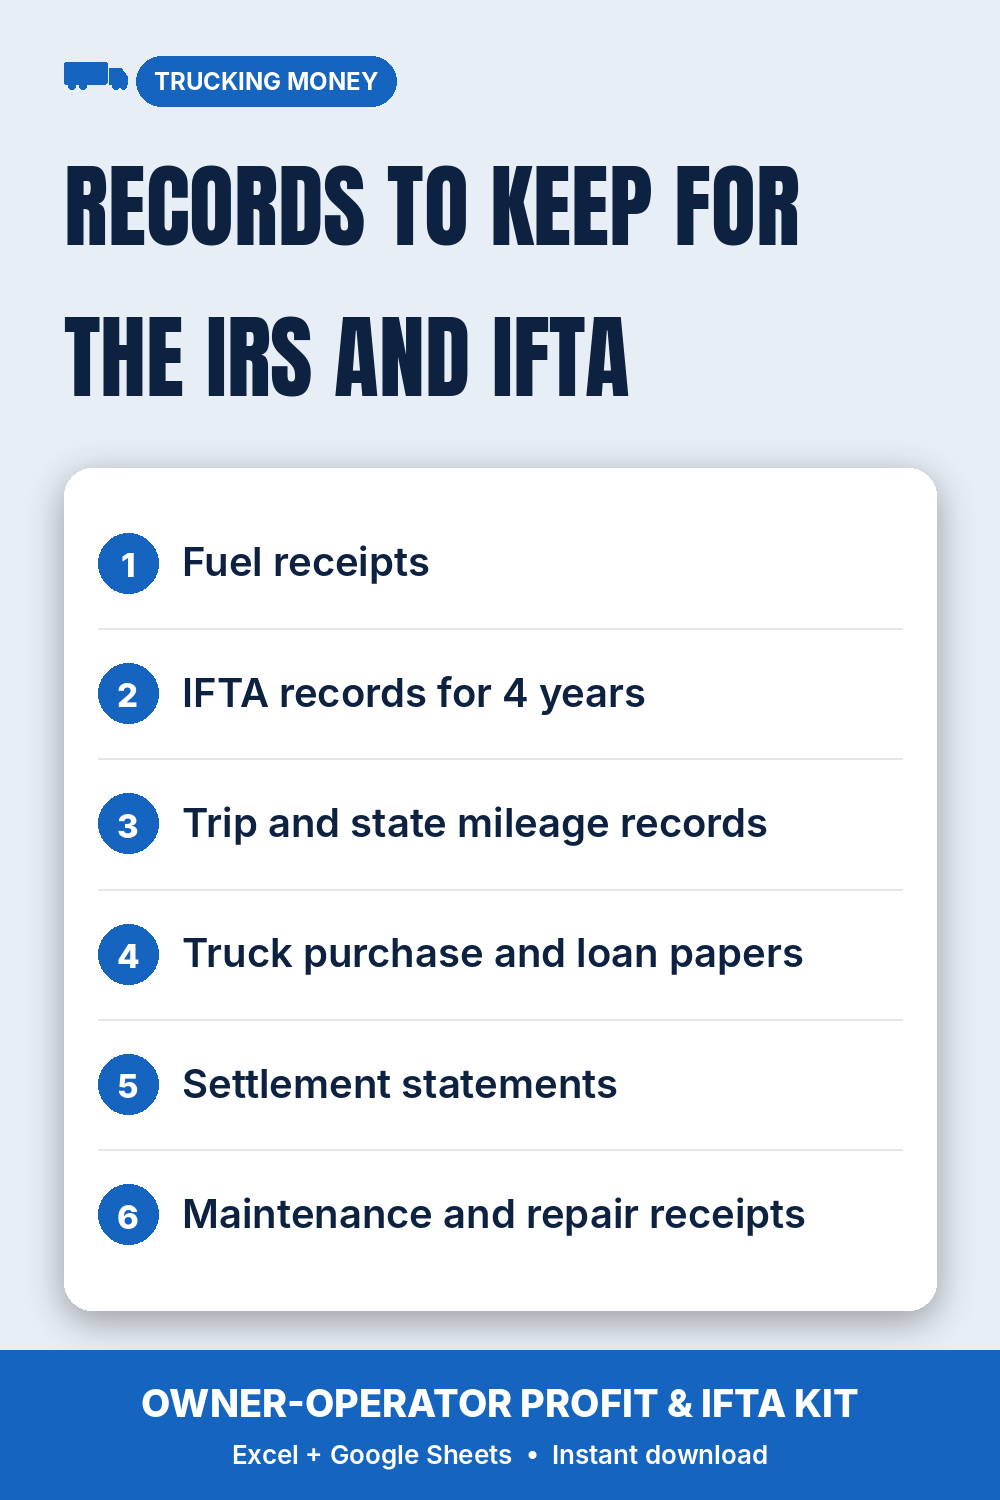 TRUCKING MONEY
RECORDS TO KEEP FOR
THE IRS AND IFTA
1 Fuel receipts
2 IFTA records for 4 years
3 Trip and state mileage records
4 Truck purchase and loan papers
5 Settlement statements
6 Maintenance and repair receipts
OWNER-OPERATOR PROFIT & IFTA KIT
Excel + Google Sheets • Instant download